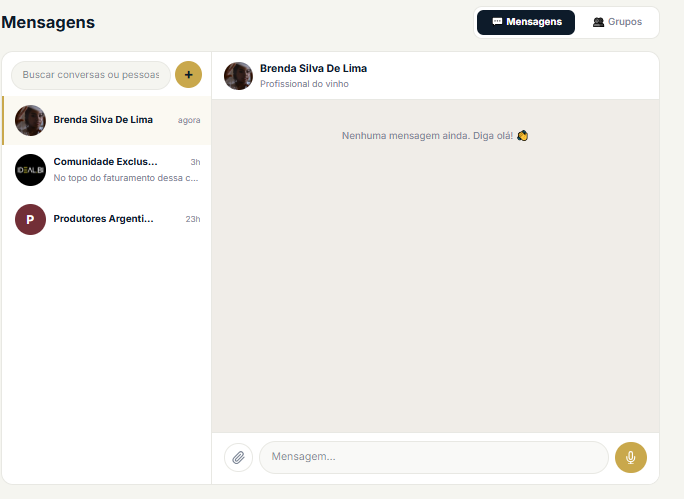 Mensagens
💬 Mensagens
👥 Grupos
Buscar conversas ou pessoas
+
Brenda Silva De Lima
agora
Comunidade Exclus...
3h
No topo do faturamento dessa c...
IDEALBI
P
Produtores Argenti...
23h
Brenda Silva De Lima
Profissional do vinho
Nenhuma mensagem ainda. Diga olá! 👋
Mensagem...